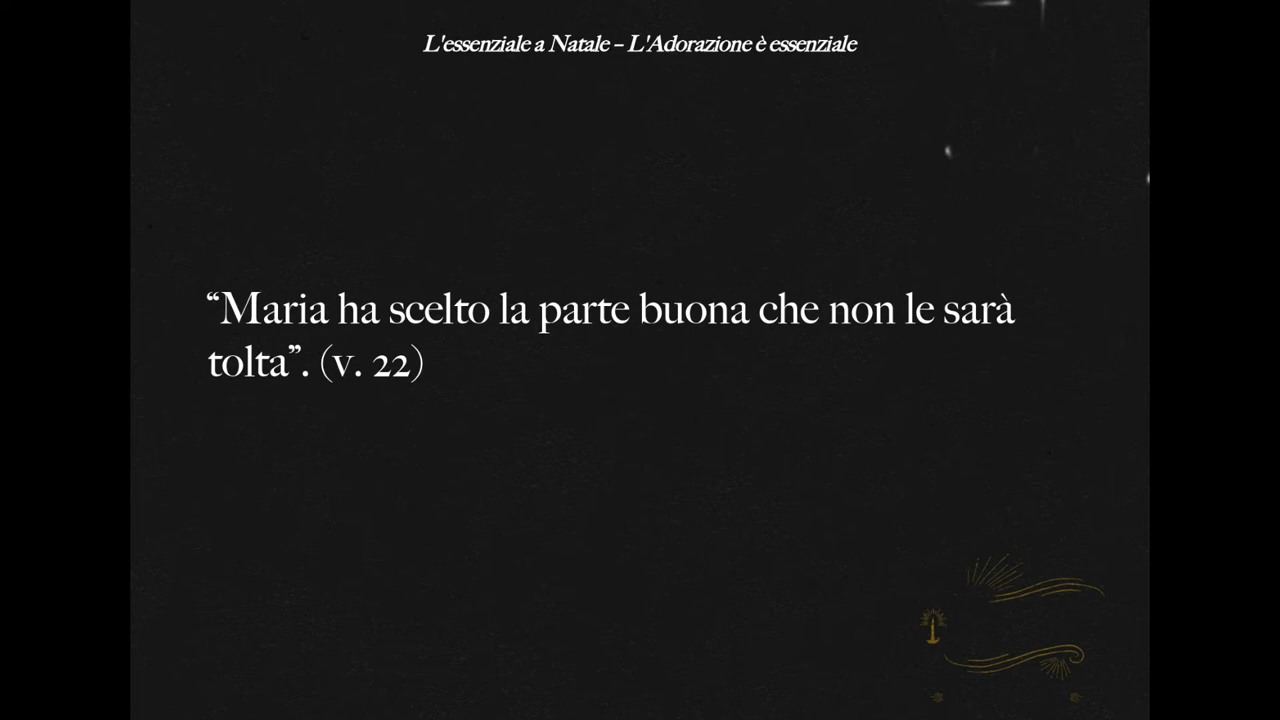 L'essenziale a Natale – L'Adorazione è essenziale
“Maria ha scelto la parte buona che non le sarà
tolta”. (v. 22)